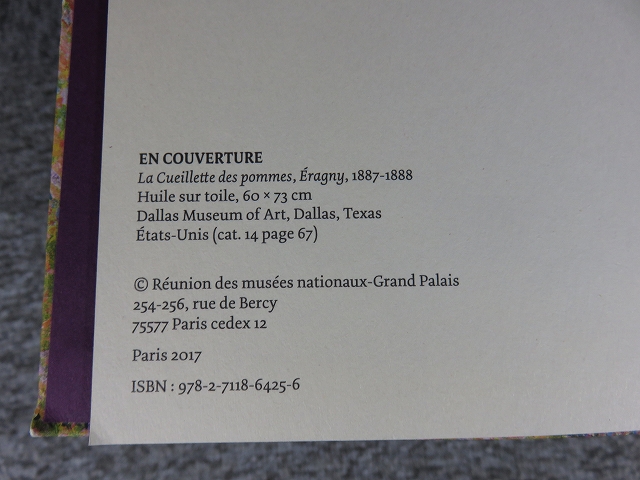 EN COUVERTURE
La Cueillette des pommes, Éragny, 1887-1888
Huile sur toile, 60 × 73 cm
Dallas Museum of Art, Dallas, Texas
États-Unis (cat. 14 page 67)
© Réunion des musées nationaux-Grand Palais
254-256, rue de Bercy
75577 Paris cedex 12
Paris 2017
ISBN : 978-2-7118-6425-6